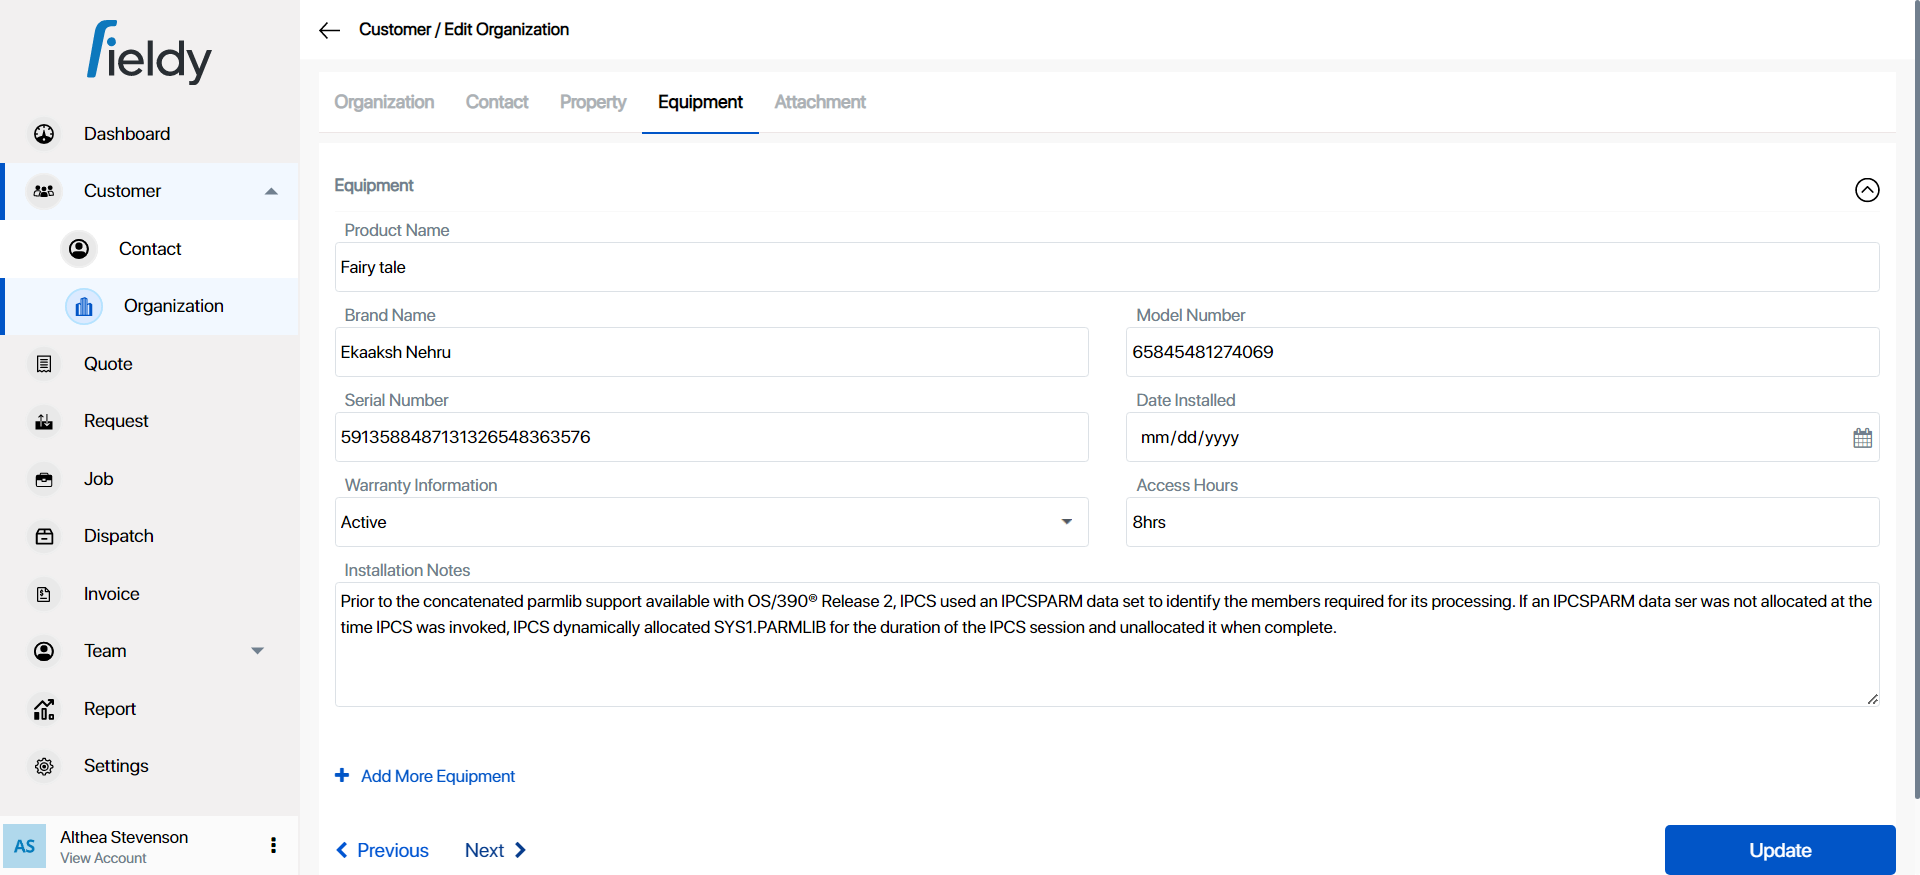 fieldy
Dashboard
Customer
Contact
Organization
Quote
Request
Job
Dispatch
Invoice
Team
Report
Settings
AS
Althea Stevenson
View Account
Customer / Edit Organization
Organization
Contact
Property
Equipment
Attachment
Equipment
Product Name
Fairy tale
Brand Name
Ekaaksh Nehru
Model Number
65845481274069
Serial Number
5913588487131326548363576
Date Installed
mm/dd/yyyy
Warranty Information
Active
Access Hours
8hrs
Installation Notes
Prior to the concatenated parmlib support available with OS/390® Release 2, IPCS used an IPCSPARM data set to identify the members required for its processing. If an IPCSPARM data ser was not allocated at the
time IPCS was invoked, IPCS dynamically allocated SYS1.PARMLIB for the duration of the IPCS session and unallocated it when complete.
Add More Equipment
Previous
Next
Update